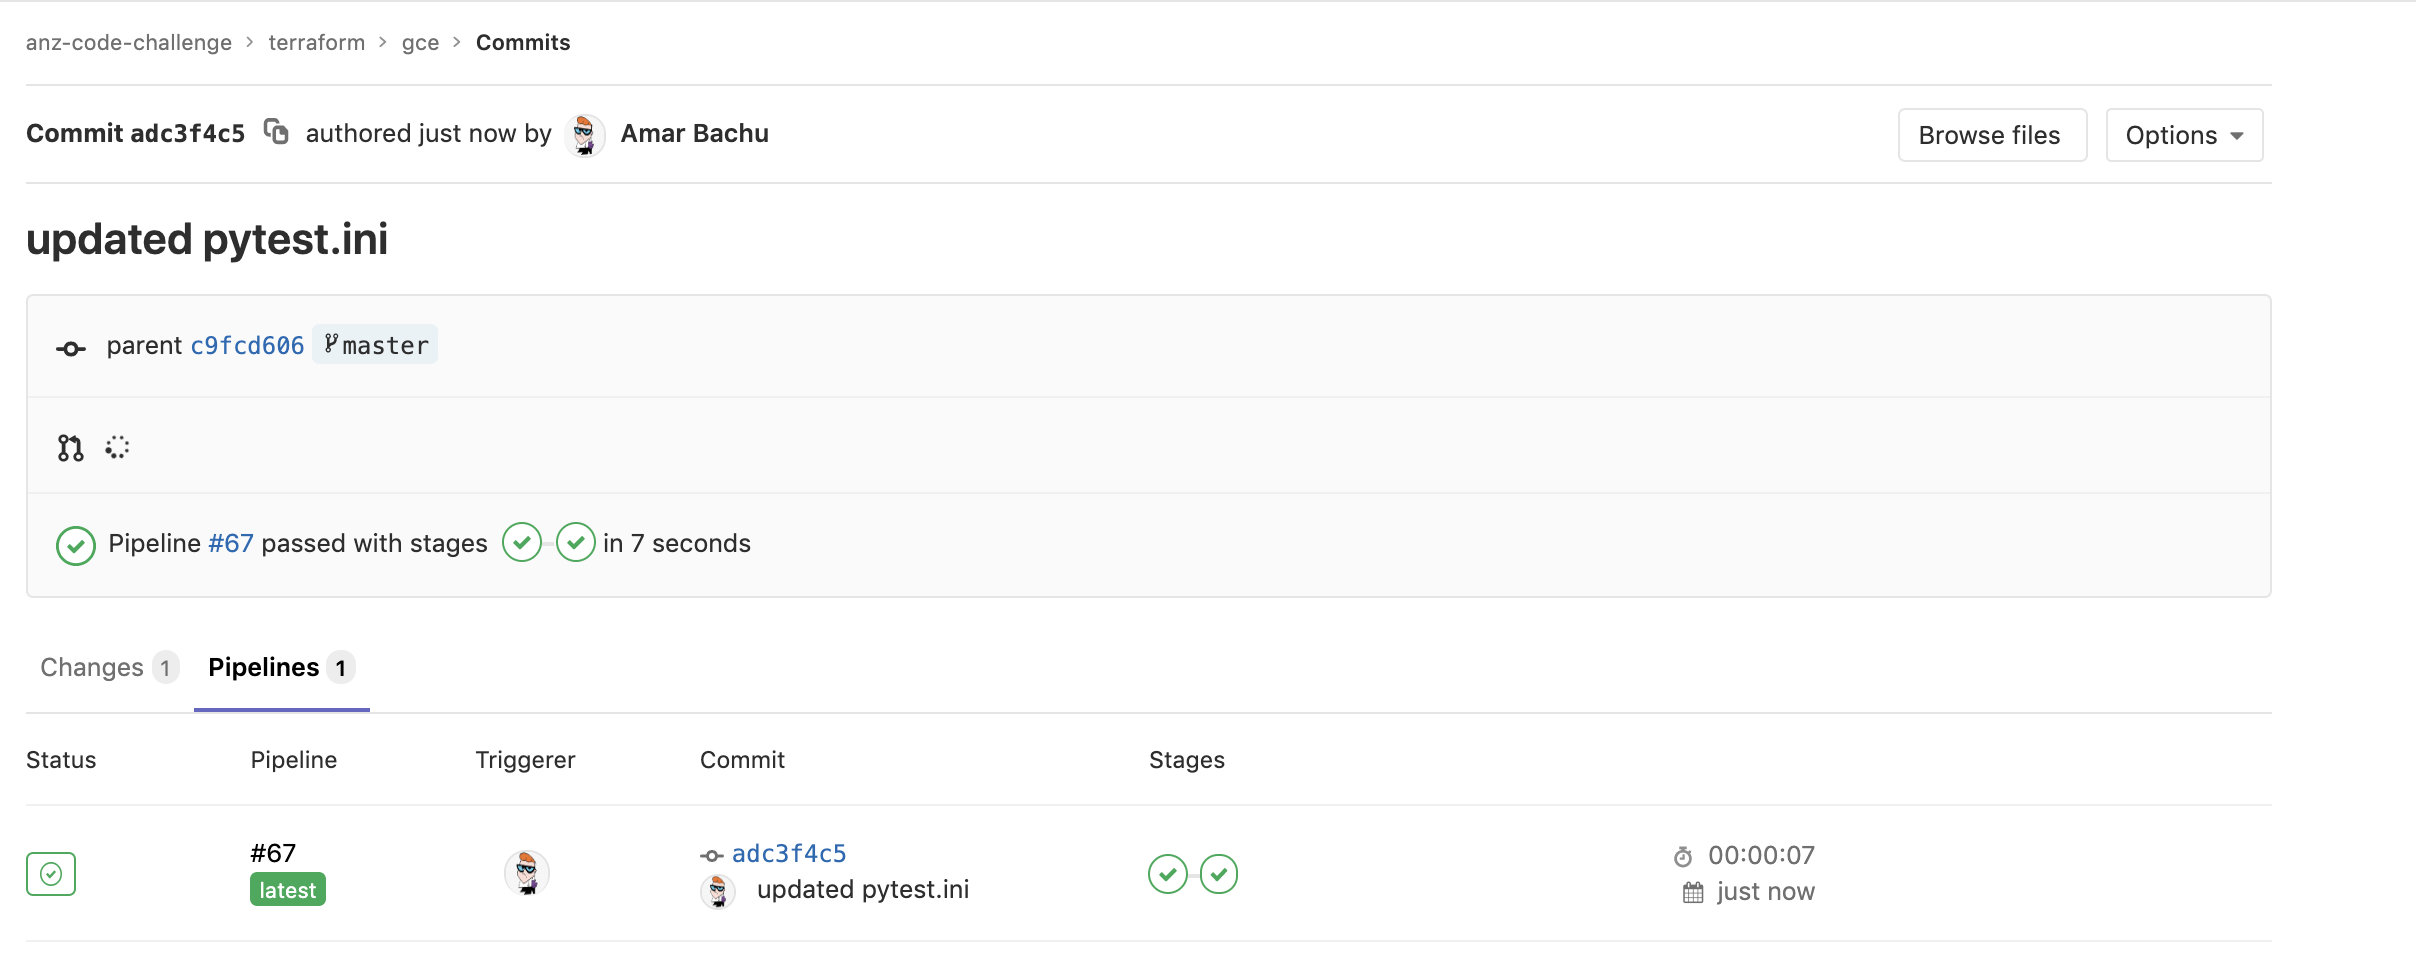 anz-code-challenge > terraform > gce > Commits
Commit adc3f4c5 authored just now by Amar Bachu
Browse files
Options
updated pytest.ini
parent c9fcd606 master
Pipeline #67 passed with stages in 7 seconds
Changes 1
Pipelines 1
Status Pipeline Triggerer Commit Stages
#67
latest
adc3f4c5
updated pytest.ini
00:00:07
just now